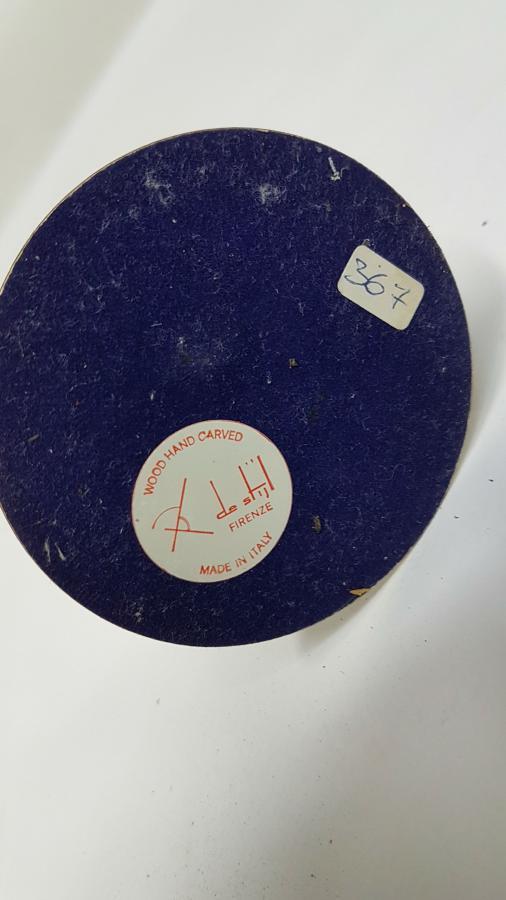 367
WOOD HAND CARVED
de stijl
FIRENZE
MADE IN ITALY